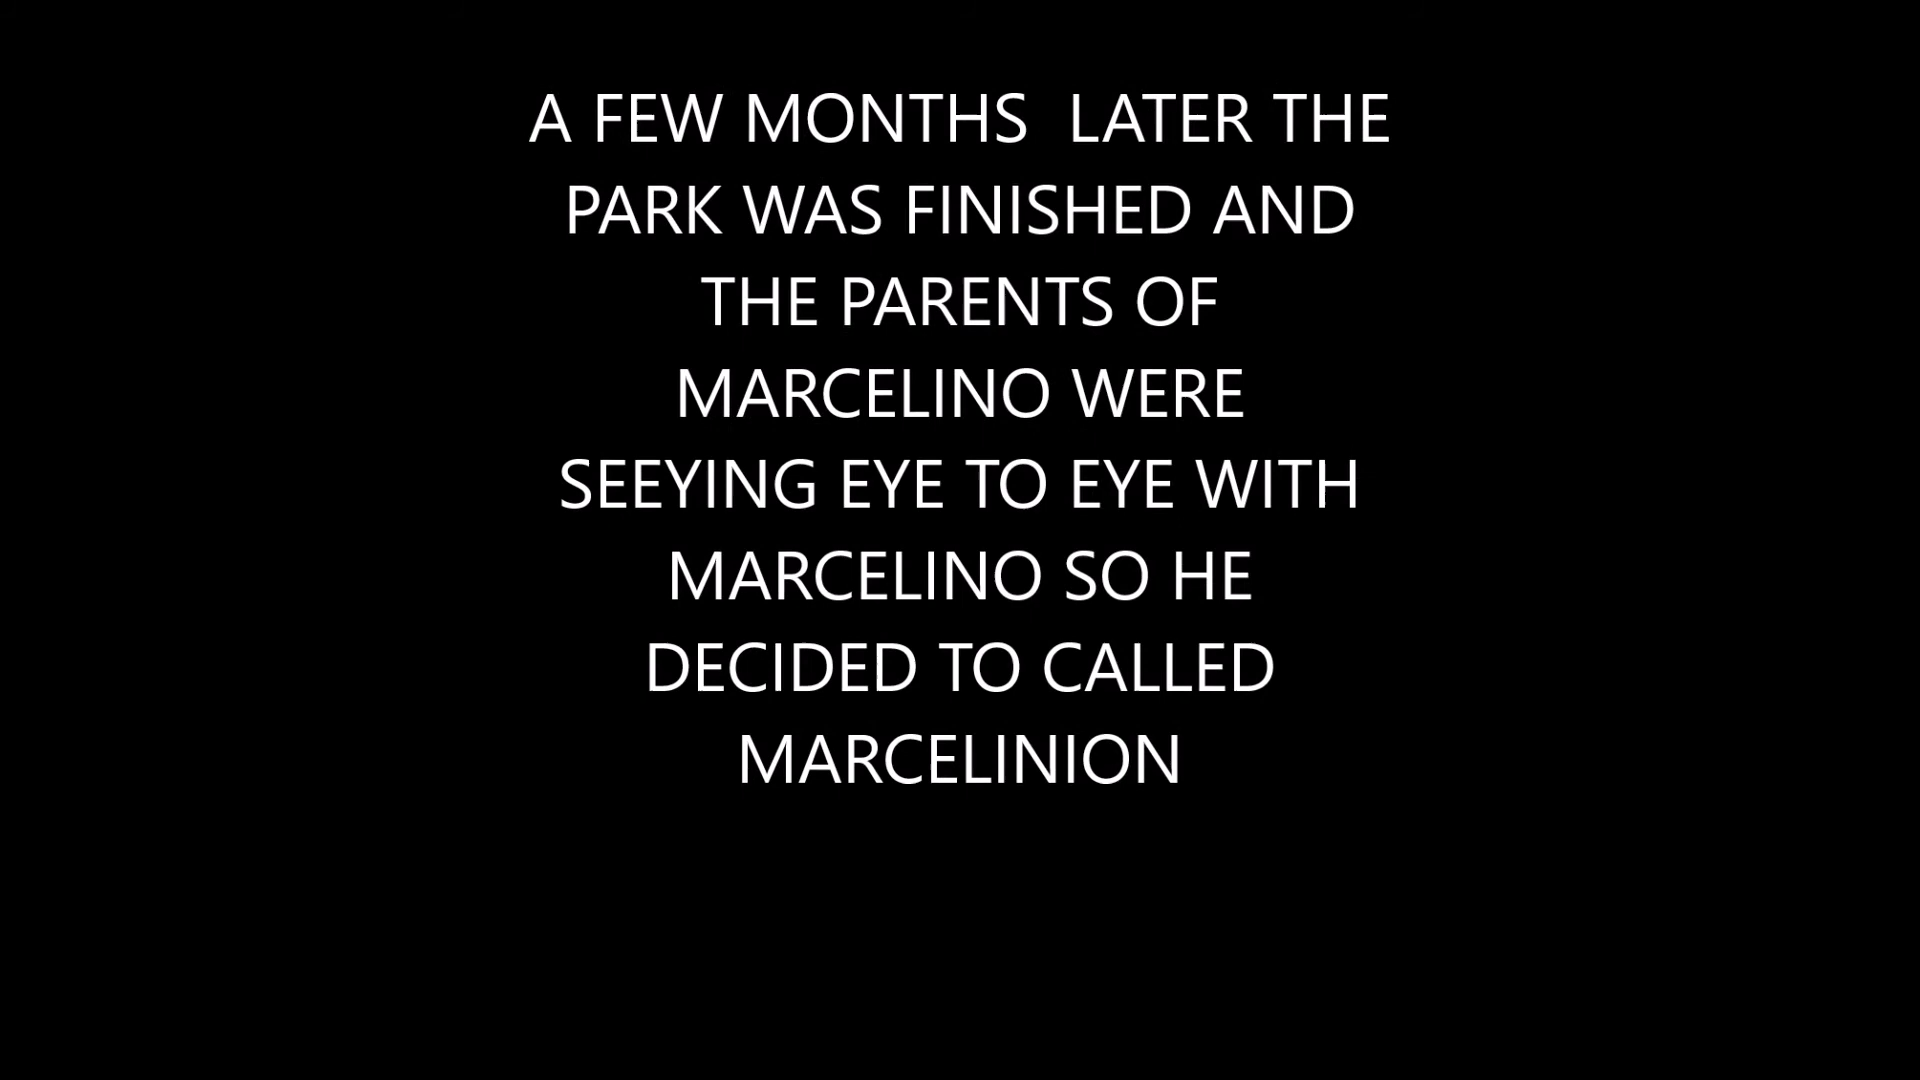 A FEW MONTHS  LATER THE
PARK WAS FINISHED AND
THE PARENTS OF
MARCELINO WERE
SEEYING EYE TO EYE WITH
MARCELINO SO HE
DECIDED TO CALLED
MARCELINION